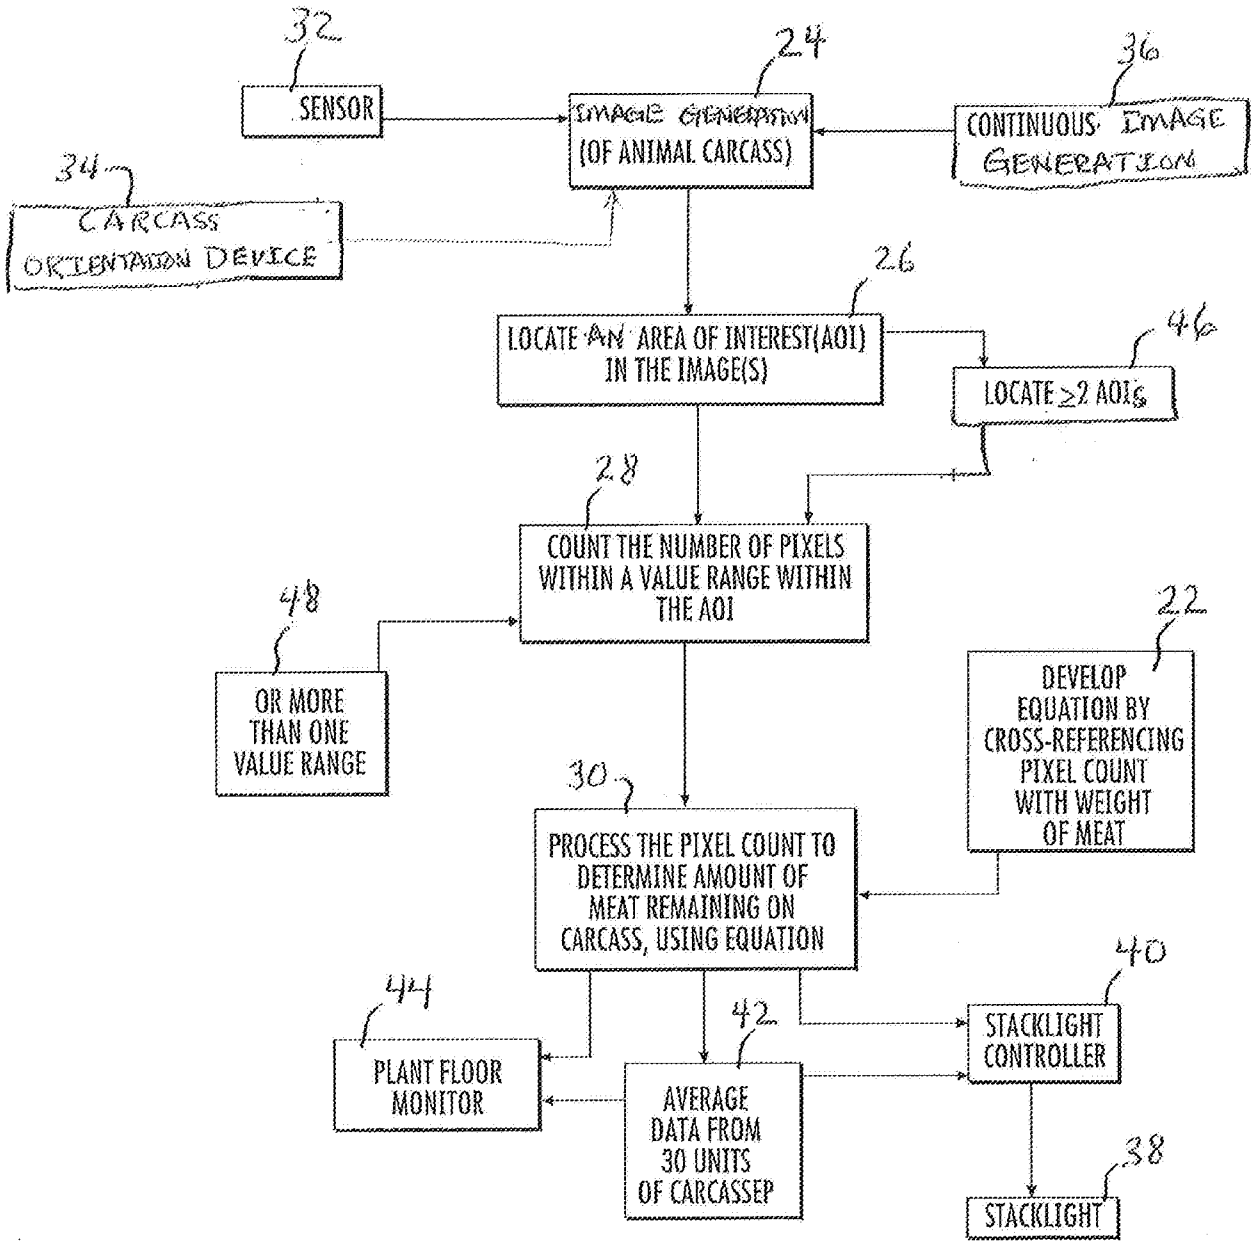 32
24
36
SENSOR
IMAGE GENERATION
(OF ANIMAL CARCASS)
CONTINUOUS IMAGE
GENERATION
34
CARCASS
ORIENTATION DEVICE
26
LOCATE AN AREA OF INTEREST(AOI)
IN THE IMAGE(S)
46
LOCATE ≥2 AOIs
28
COUNT THE NUMBER OF PIXELS
WITHIN A VALUE RANGE WITHIN
THE AOI
48
OR MORE
THAN ONE
VALUE RANGE
22
DEVELOP
EQUATION BY
CROSS-REFERENCING
PIXEL COUNT
WITH WEIGHT
OF MEAT
30
PROCESS THE PIXEL COUNT TO
DETERMINE AMOUNT OF
MEAT REMAINING ON
CARCASS, USING EQUATION
44
PLANT FLOOR
MONITOR
42
AVERAGE
DATA FROM
30 UNITS
OF CARCASSEP
40
STACKLIGHT
CONTROLLER
38
STACKLIGHT